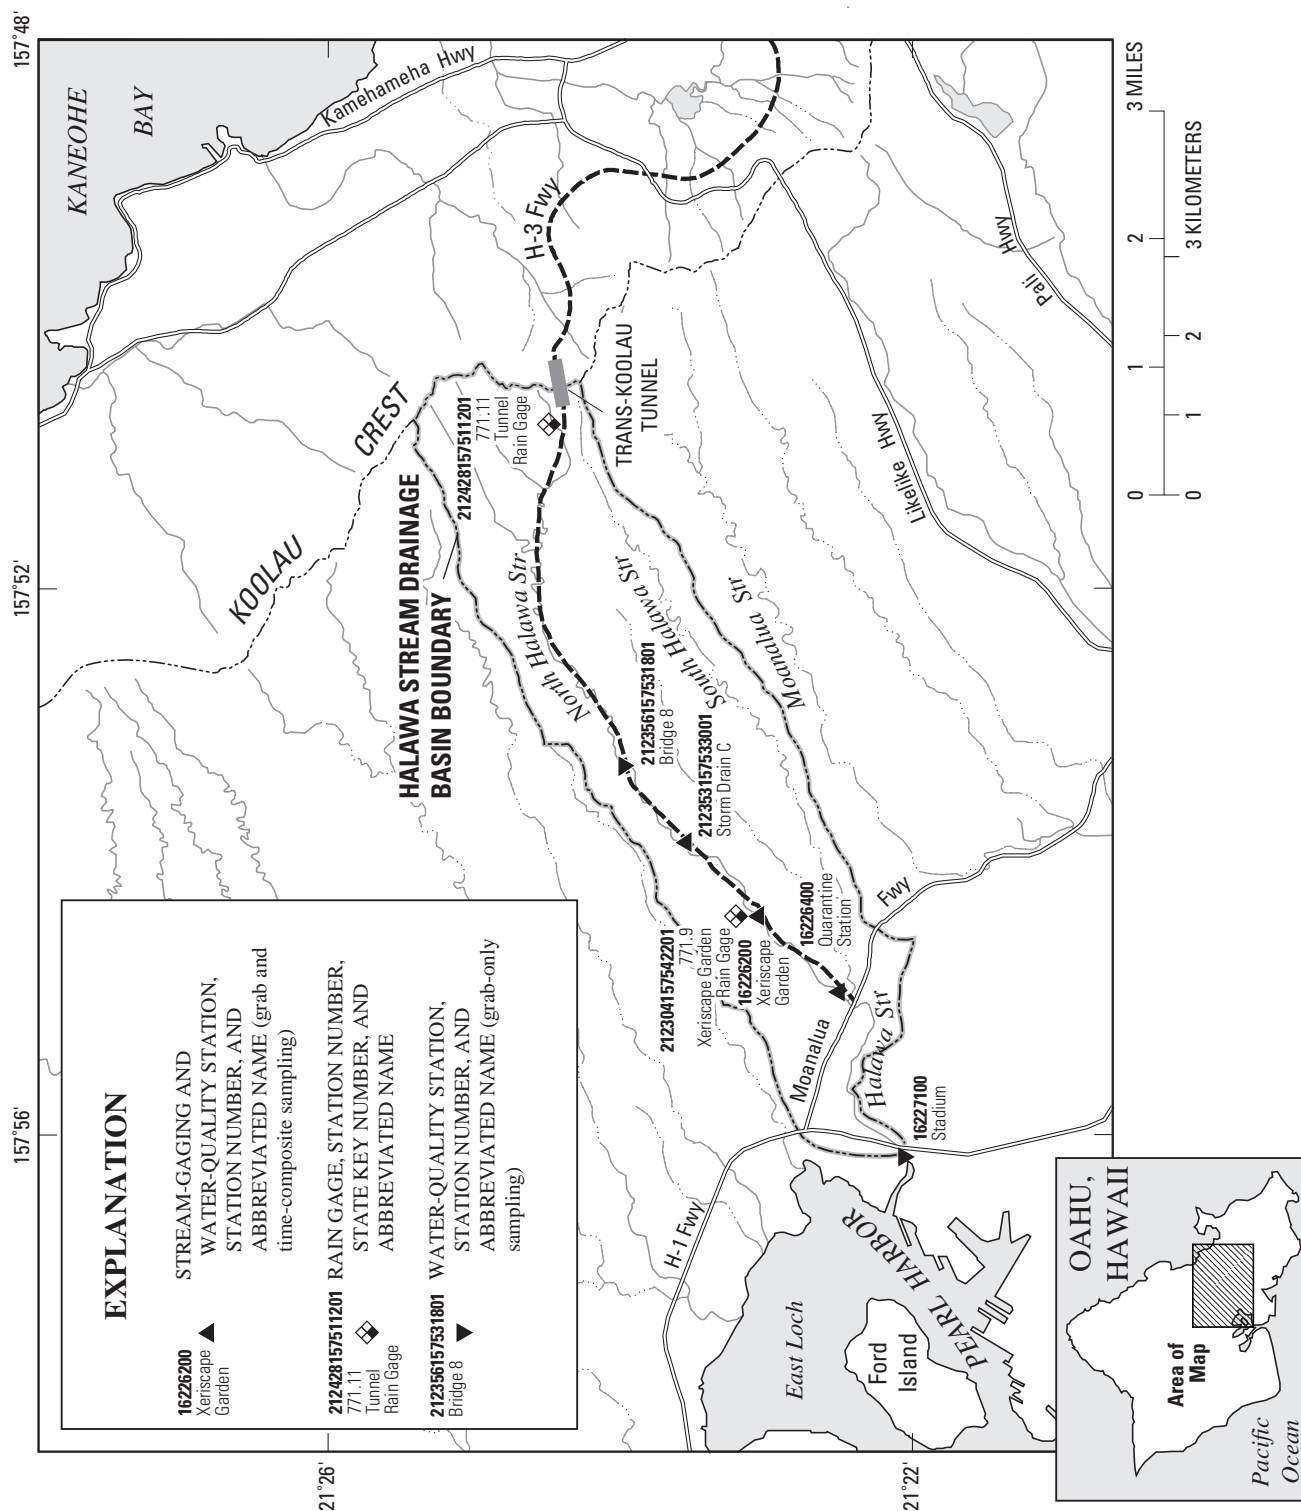 157°56'
157°52'
157°48'
21°26'
21°22'
EXPLANATION
16226200
Xeriscape
Garden
STREAM-GAGING AND
WATER-QUALITY STATION,
STATION NUMBER, AND
ABBREVIATED NAME (grab and
time-composite sampling)
212428157511201
771.11
Tunnel
Rain Gage
RAIN GAGE, STATION NUMBER,
STATE KEY NUMBER, AND
ABBREVIATED NAME
212356157531801
Bridge 8
WATER-QUALITY STATION,
STATION NUMBER, AND
ABBREVIATED NAME (grab-only
sampling)
KANEOHE
BAY
Kamehameha Hwy
KOOLAU
CREST
HALAWA STREAM DRAINAGE
BASIN BOUNDARY
212428157511201
771.11
Tunnel
Rain Gage
H-3 Fwy
TRANS-KOOLAU
TUNNEL
North Halawa Str
South Halawa Str
Moanalua Str
212356157531801
Bridge 8
212353157533001
Storm Drain C
212304157542201
771.9
Xeriscape Garden
Rain Gage
16226200
Xeriscape
Garden
16226400
Quarantine
Station
Moanalua
Fwy
Halawa Str
16227100
Stadium
H-1 Fwy
East Loch
Ford
Island
PEARL HARBOR
Likelike Hwy
Pali Hwy
0 1 2 3 MILES
0 1 2 3 KILOMETERS
OAHU,
HAWAII
Area of
Map
Pacific
Ocean